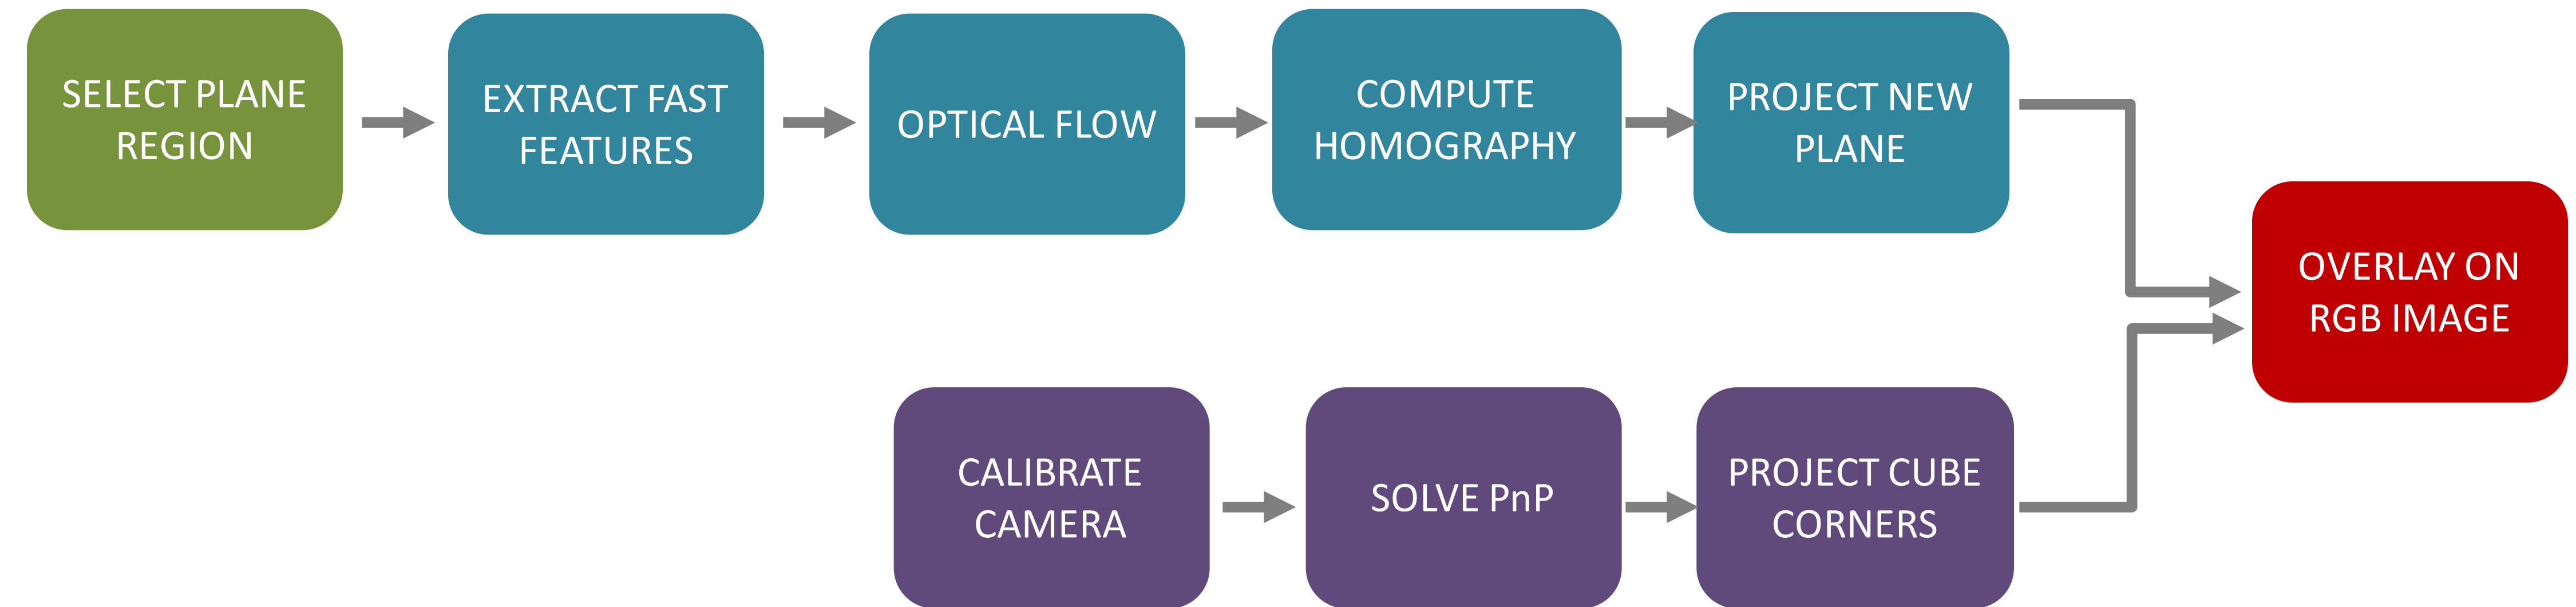 SELECT PLANE
REGION
EXTRACT FAST
FEATURES
OPTICAL FLOW
COMPUTE
HOMOGRAPHY
PROJECT NEW
PLANE
OVERLAY ON
RGB IMAGE
CALIBRATE
CAMERA
SOLVE PnP
PROJECT CUBE
CORNERS